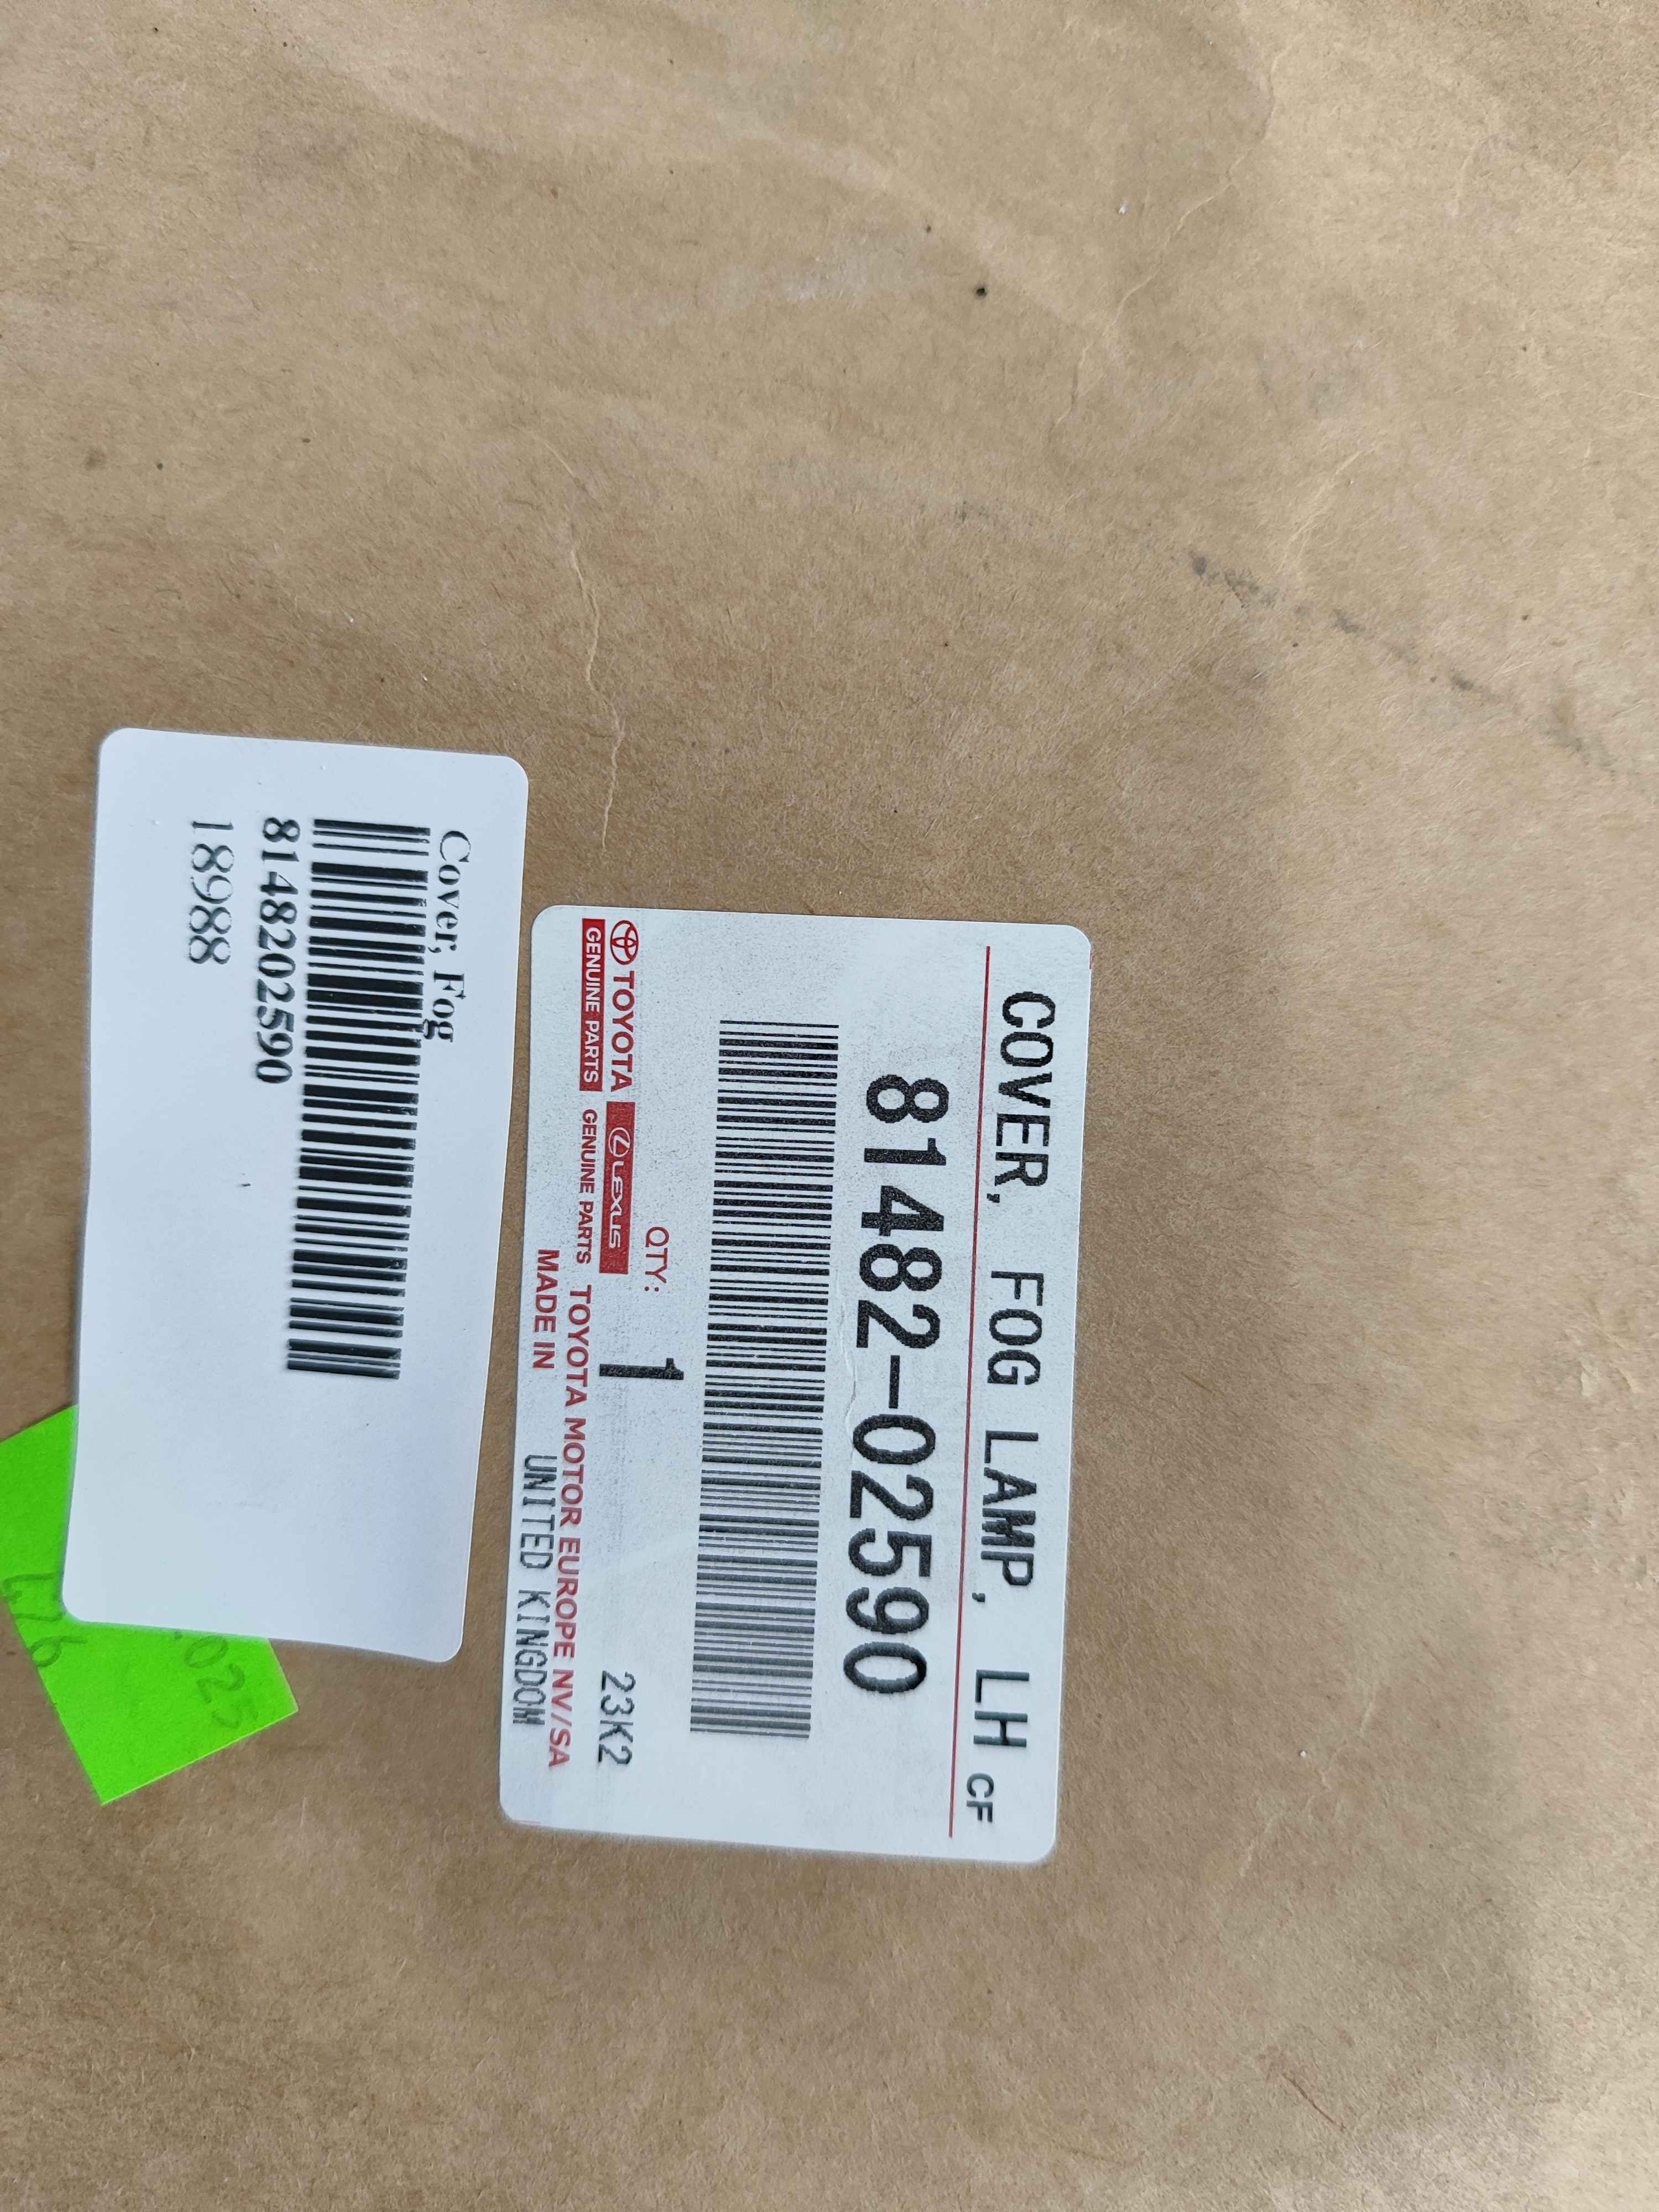 COVER, FOG LAMP, LH CF
81482-02590
QTY: 1
23K2
TOYOTA LEXUS
GENUINE PARTS GENUINE PARTS TOYOTA MOTOR EUROPE NV/SA
MADE IN UNITED KINGDOM
Cover, Fog
8148202590
18988
.025